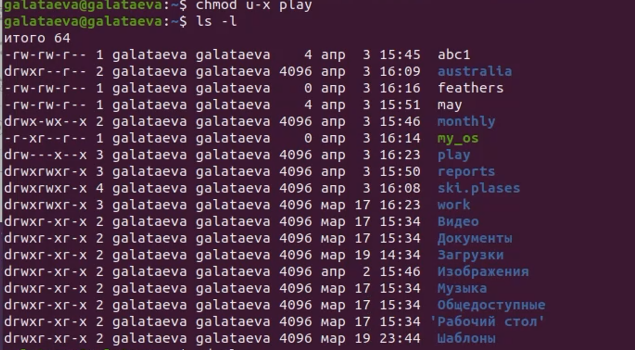 galataeva@galataeva:~$ chmod u-x play
galataeva@galataeva:~$ ls -l
итого 64
-rw-rw-r-- 1 galataeva galataeva    4 апр  3 15:45  abc1
drwxr--r-- 2 galataeva galataeva 4096 апр  3 16:09  australia
-rw-rw-r-- 1 galataeva galataeva    0 апр  3 16:16  feathers
-rw-rw-r-- 1 galataeva galataeva    4 апр  3 15:51  may
drwx-wx--x 2 galataeva galataeva 4096 апр  3 15:46  monthly
-r-xr--r-- 1 galataeva galataeva    0 апр  3 16:14  my_os
drw---x--x 3 galataeva galataeva 4096 апр  3 16:23  play
drwxrwxr-x 3 galataeva galataeva 4096 апр  3 15:50  reports
drwxrwxr-x 4 galataeva galataeva 4096 апр  3 16:08  ski.plases
drwxrwxr-x 3 galataeva galataeva 4096 мар 17 16:23  work
drwxr-xr-x 2 galataeva galataeva 4096 мар 17 15:34  Видео
drwxr-xr-x 2 galataeva galataeva 4096 мар 17 15:34  Документы
drwxr-xr-x 2 galataeva galataeva 4096 мар 19 14:34  Загрузки
drwxr-xr-x 2 galataeva galataeva 4096 апр  2 15:46  Изображения
drwxr-xr-x 2 galataeva galataeva 4096 мар 17 15:34  Музыка
drwxr-xr-x 2 galataeva galataeva 4096 мар 17 15:34  Общедоступные
drwxr-xr-x 2 galataeva galataeva 4096 мар 17 15:34 'Рабочий стол'
drwxr-xr-x 2 galataeva galataeva 4096 мар 19 23:44  Шаблоны